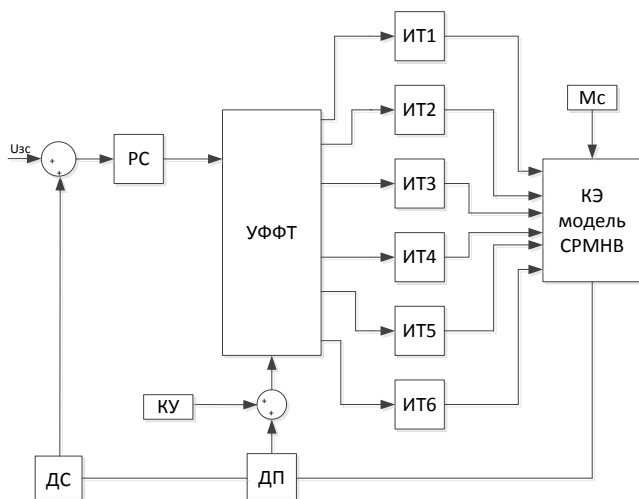 ИТ1
ИТ2
Мс
Uзс
+
+
РС
ИТ3
КЭ
модель
СРМНВ
УФФТ
ИТ4
ИТ5
КУ
+
+
ИТ6
ДС
ДП